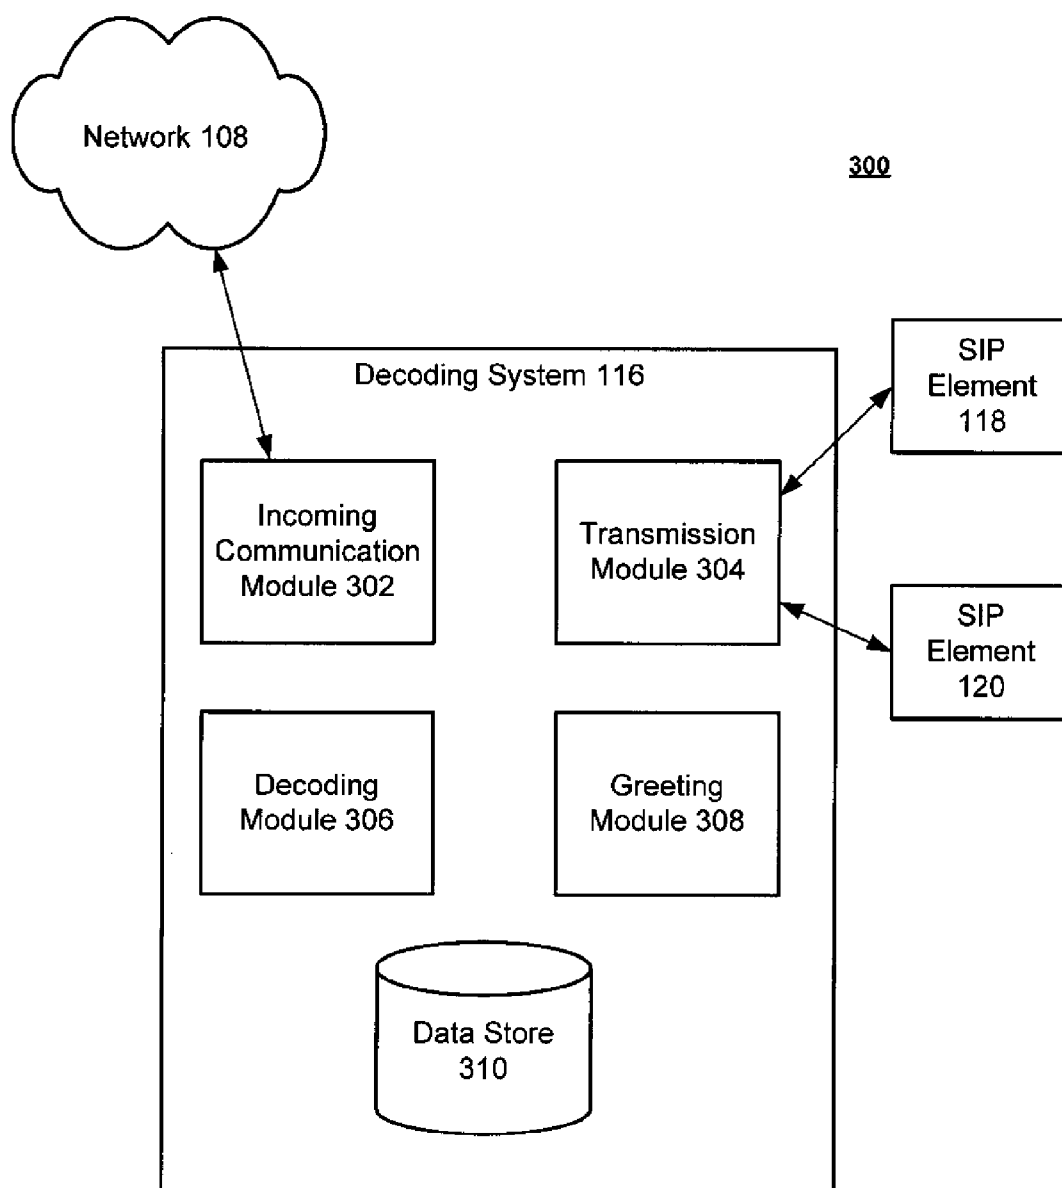 Network 108
300
Decoding System 116
SIP
Element
118
Incoming
Communication
Module 302
Transmission
Module 304
SIP
Element
120
Decoding
Module 306
Greeting
Module 308
Data Store
310